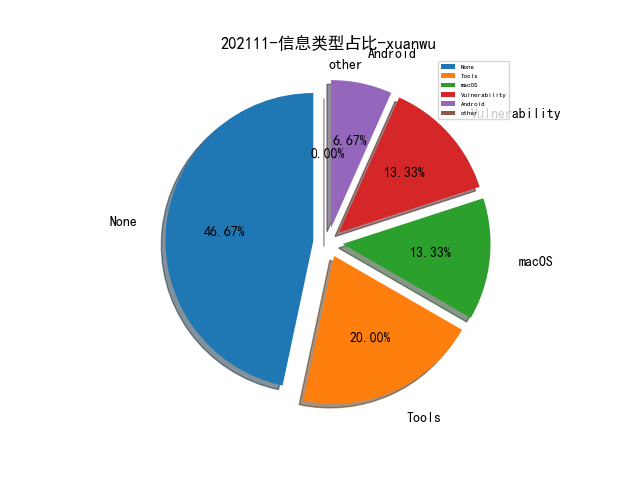 202111-信息类型占比-xuanwu
Android
other
None
Tools
macOS
Vulnerability
Android
other
Vulnerability
6.67%
0.00%
13.33%
None
46.67%
13.33%
macOS
20.00%
Tools